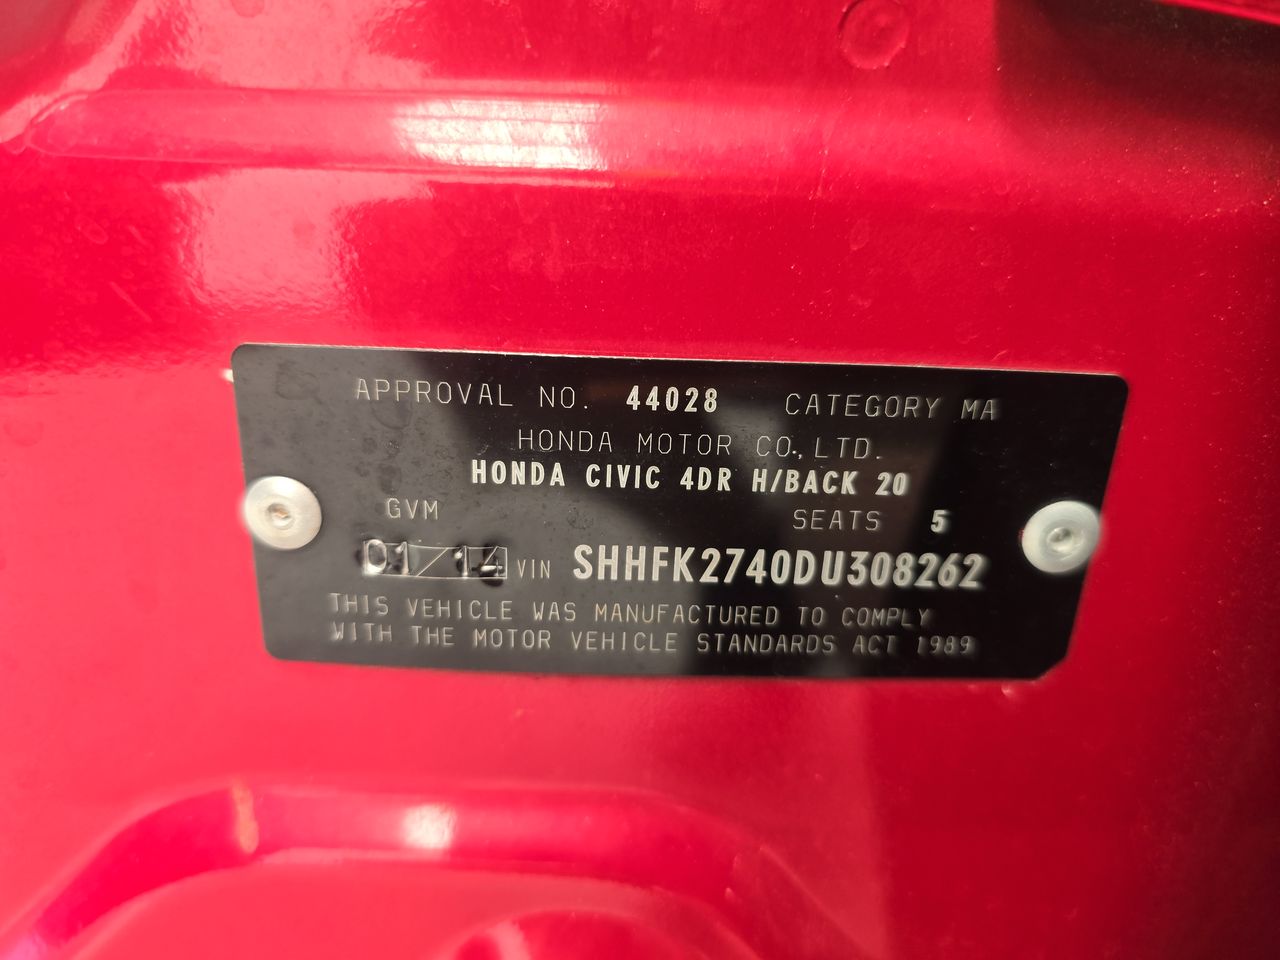 APPROVAL NO. 44028 CATEGORY MA
HONDA MOTOR CO., LTD.
HONDA CIVIC 4DR H/BACK 20
GVM SEATS 5
01/14 VIN SHHFK2740DU308262
THIS VEHICLE WAS MANUFACTURED TO COMPLY
WITH THE MOTOR VEHICLE STANDARDS ACT 1989